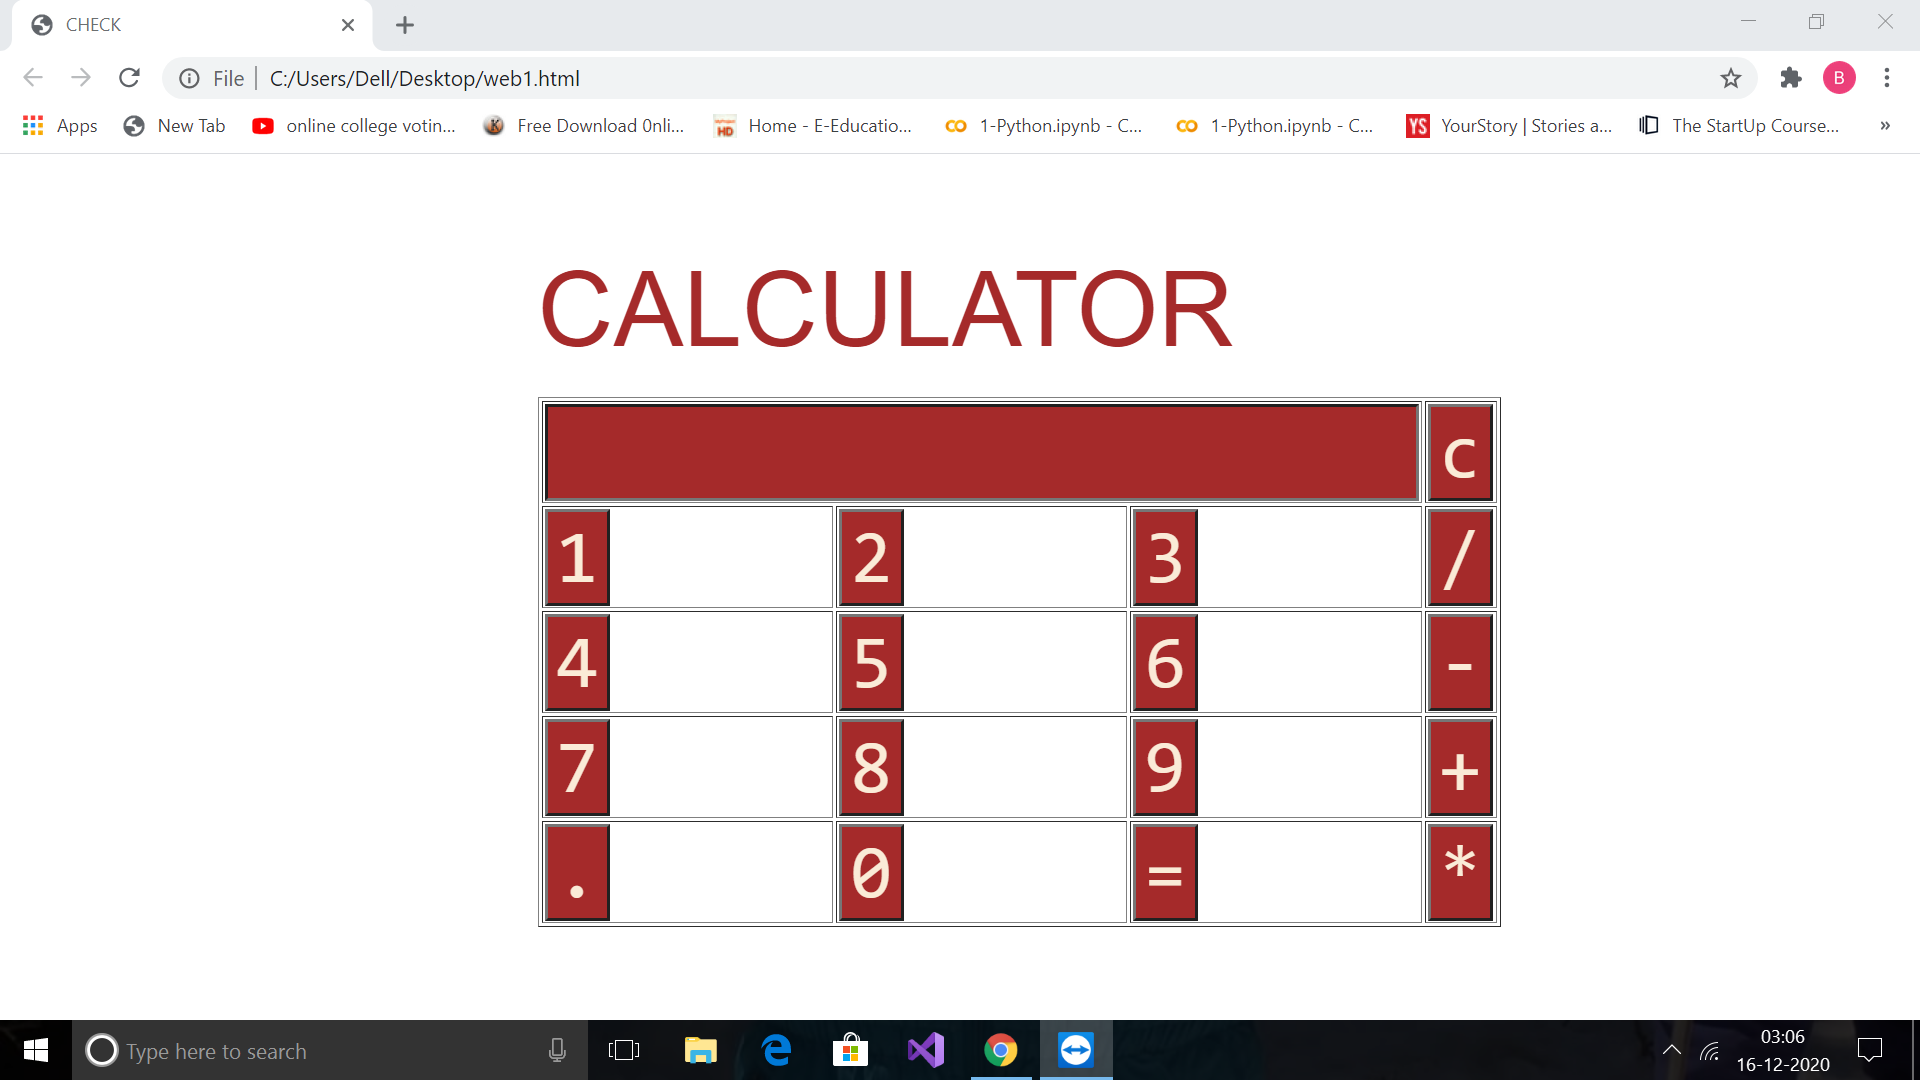 CHECK
File C:/Users/Dell/Desktop/web1.html
B
Apps New Tab online college votin... Free Download 0nli... Home - E-Educatio... 1-Python.ipynb - C... 1-Python.ipynb - C... YS YourStory | Stories a... The StartUp Course... »
CALCULATOR
c
1 2 3 /
4 5 6 -
7 8 9 +
. 0 = *
Type here to search
03:06
16-12-2020